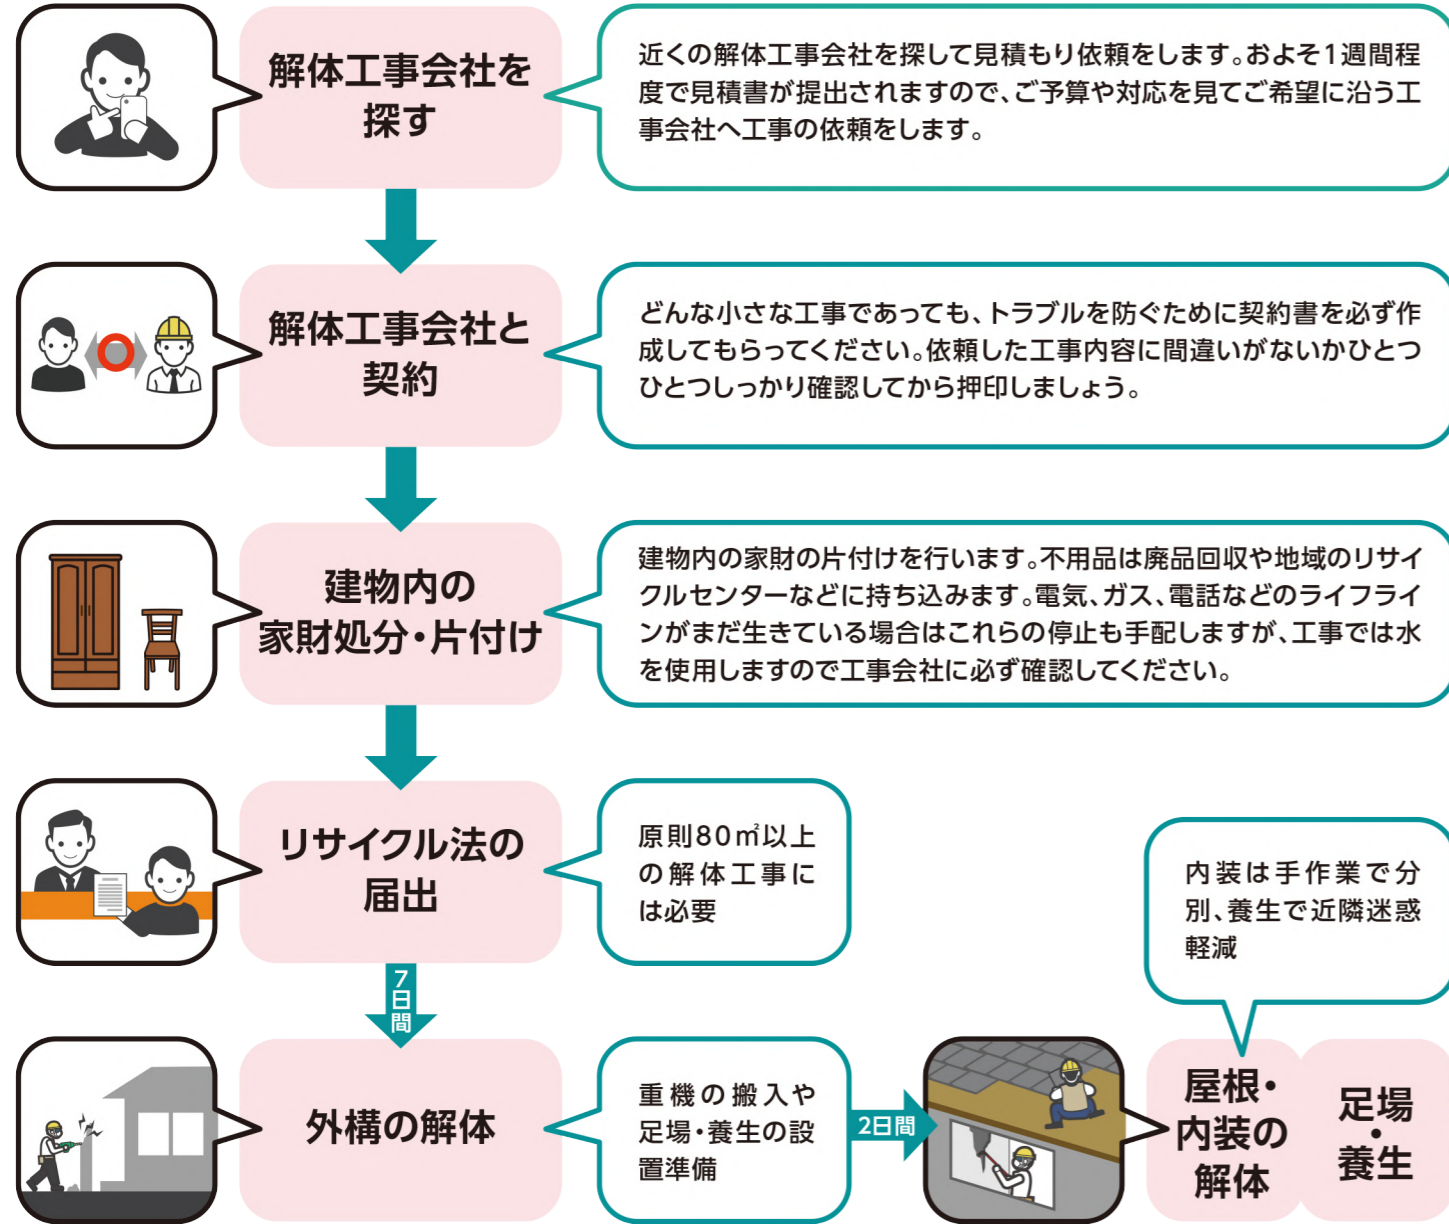 解体工事会社を
探す
近くの解体工事会社を探して見積もり依頼をします。およそ1週間程
度で見積書が提出されますので、ご予算や対応を見てご希望に沿う工
事会社へ工事の依頼をします。
解体工事会社と
契約
どんな小さな工事であっても、トラブルを防ぐために契約書を必ず作
成してもらってください。依頼した工事内容に間違いがないかひとつ
ひとつしっかり確認してから押印しましょう。
建物内の
家財処分・片付け
建物内の家財の片付けを行います。不用品は廃品回収や地域のリサイ
クルセンターなどに持ち込みます。電気、ガス、電話などのライフライ
ンがまだ生きている場合はこれらの停止も手配しますが、工事では水
を使用しますので工事会社に必ず確認してください。
リサイクル法の
届出
原則80㎡以上
の解体工事に
は必要
7日間
外構の解体
重機の搬入や
足場・養生の設
置準備
2日間
内装は手作業で分
別、養生で近隣迷惑
軽減
屋根・
内装の
解体
足場
・
養生